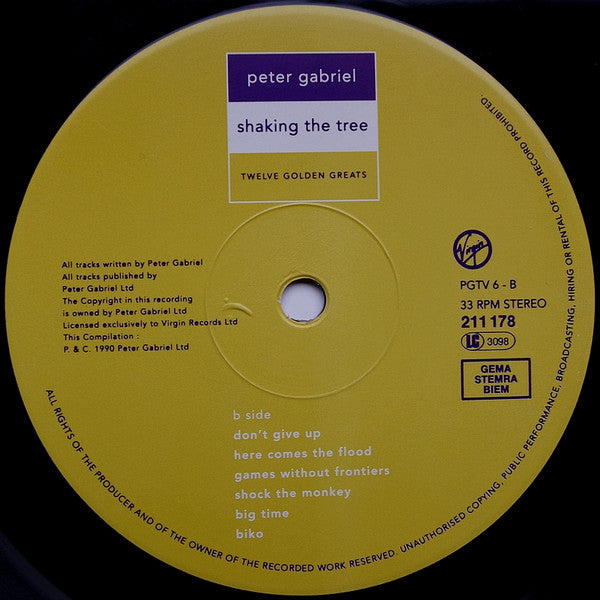 peter gabriel
shaking the tree
TWELVE GOLDEN GREATS
All tracks written by Peter Gabriel
All tracks published by
Peter Gabriel Ltd
The Copyright in this recording
is owned by Peter Gabriel Ltd
Licensed exclusively to Virgin Records Ltd
This Compilation :
P. & C. 1990 Peter Gabriel Ltd
Virgin
PGTV 6 - B
33 RPM STEREO
211 178
LC 3098
GEMA
STEMRA
BIEM
b side
don't give up
here comes the flood
games without frontiers
shock the monkey
big time
biko
ALL RIGHTS OF THE PRODUCER AND OF THE OWNER OF THE RECORDED WORK RESERVED. UNAUTHORISED COPYING, PUBLIC PERFORMANCE, BROADCASTING, HIRING OR RENTAL OF THIS RECORD PROHIBITED.